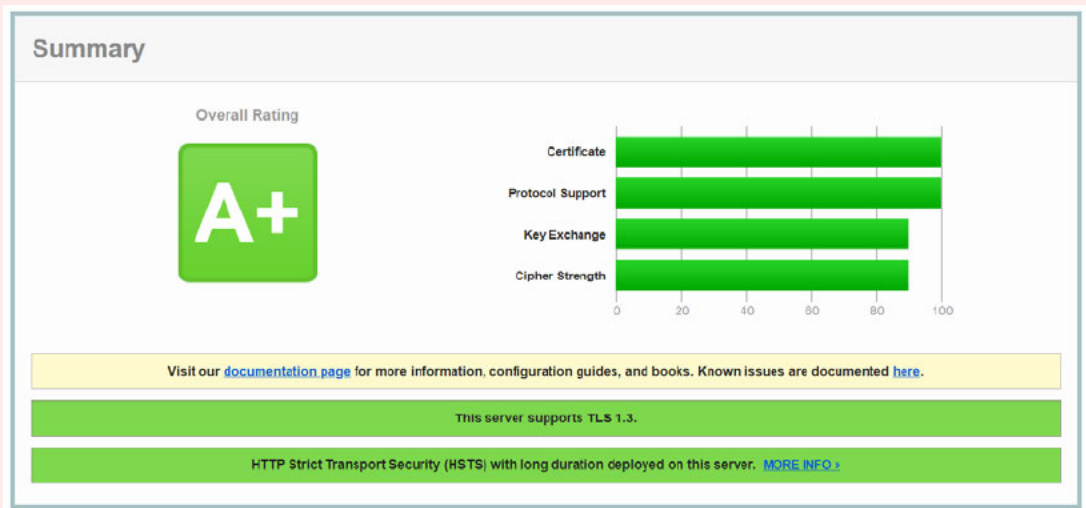 Summary
Overall Rating
A+
Certificate
Protocol Support
Key Exchange
Cipher Strength
0 20 40 60 80 100
Visit our documentation page for more information, configuration guides, and books. Known issues are documented here.
This server supports TLS 1.3.
HTTP Strict Transport Security (HSTS) with long duration deployed on this server. MORE INFO »